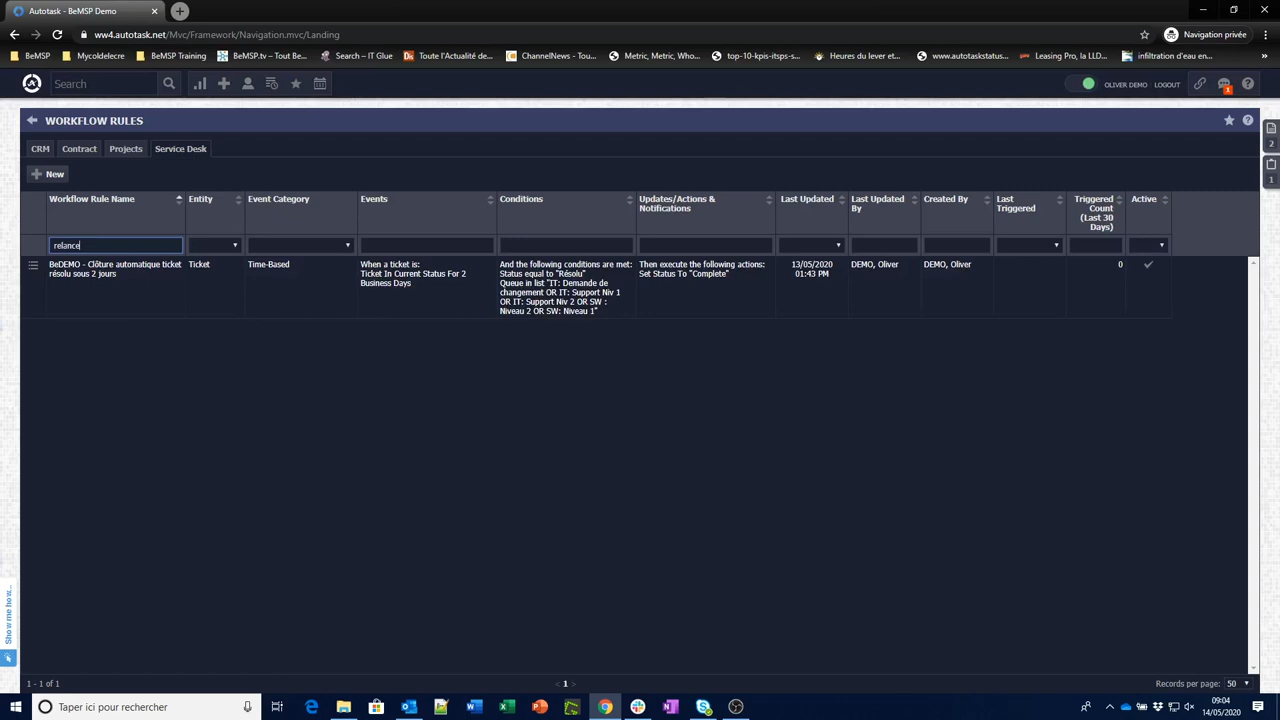 Autotask - BeMSP Demo
ww4.autotask.net/Mvc/Framework/Navigation.mvc/Landing
Navigation privée
BeMSP
Mycoldelcre
BeMSP Training
BeMSP.tv – Tout Be...
Search – IT Glue
Toute l'Actualité de...
ChannelNews - Tou...
Metric, Metric, Who...
top-10-kpis-itsps-m...
Heures du lever et...
www.autotaskstatus...
Leasing Pro, la LLD...
infiltration d'eau en...
Search
OLIVER DEMO
LOGOUT
1
WORKFLOW RULES
2
1
CRM
Contract
Projects
Service Desk
New
Workflow Rule Name
Entity
Event Category
Events
Conditions
Updates/Actions &
Notifications
Last Updated
Last Updated
By
Created By
Last
Triggered
Triggered
Count
(Last 30
Days)
Active
relance
BeDEMO - Clôture automatique ticket
résolu sous 2 jours
Ticket
Time-Based
When a ticket is:
Ticket In Current Status For 2
Business Days
And the following conditions are met:
Status equal to "Résolu"
Queue in list "IT: Demande de
changement OR IT: Support Niv 1
OR IT: Support Niv 2 OR SW :
Niveau 2 OR SW: Niveau 1"
Then execute the following actions:
Set Status To "Complete"
13/05/2020
01:43 PM
DEMO, Oliver
DEMO, Oliver
0
Show me how...
1 - 1 of 1
1
Records per page:
50
Taper ici pour rechercher
09:04
14/05/2020